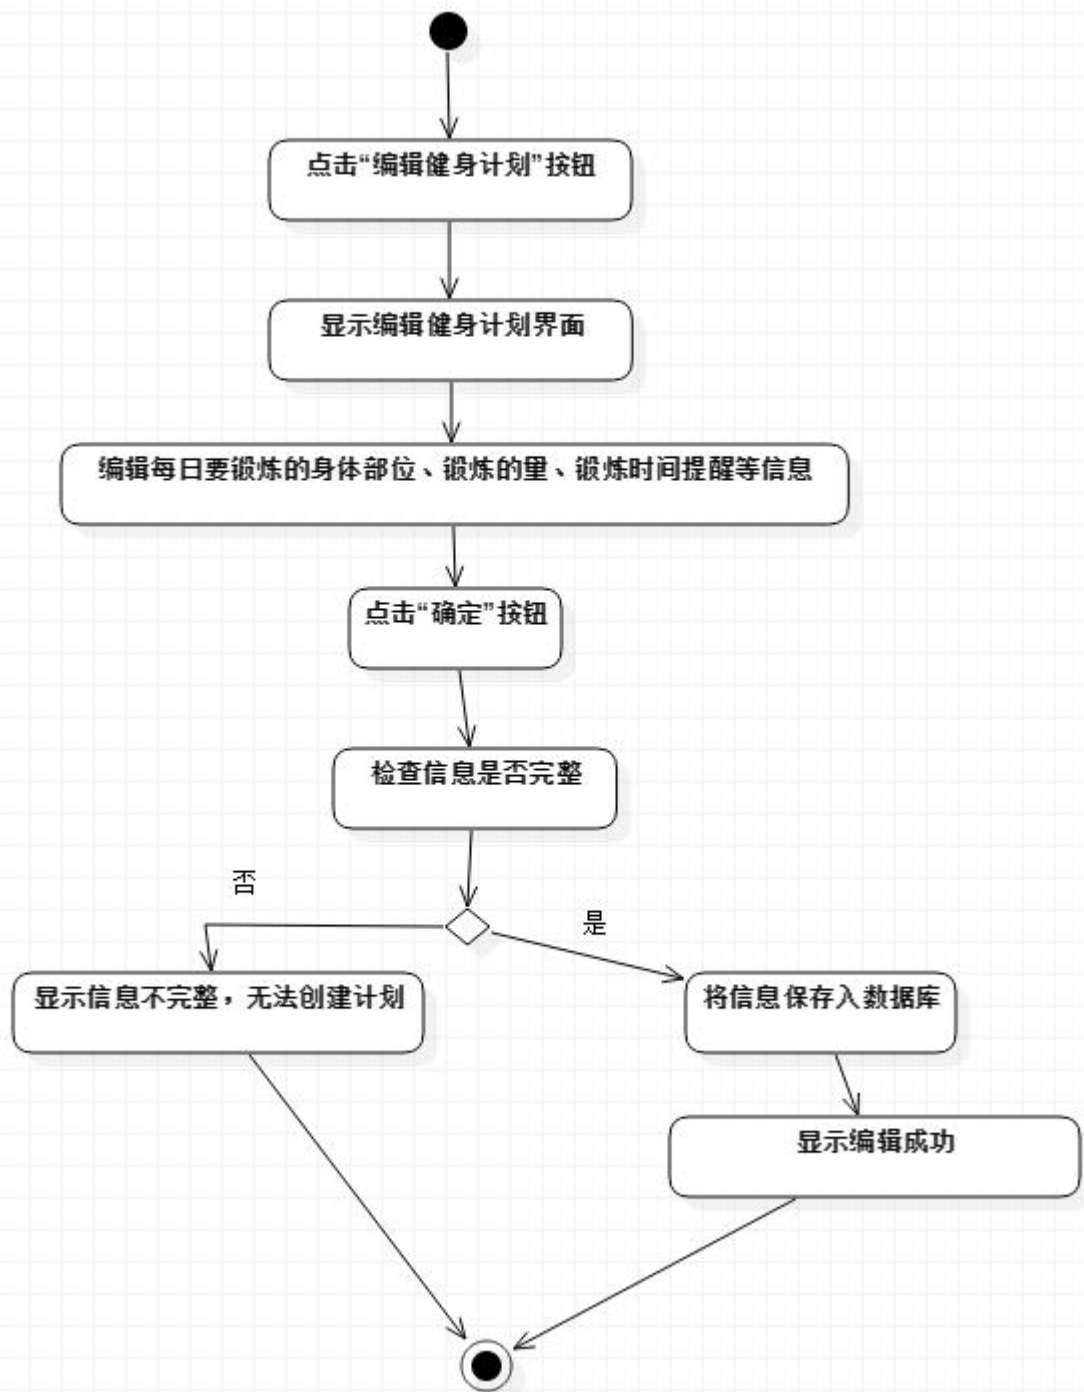 点击“编辑健身计划”按钮
显示编辑健身计划界面
编辑每日要锻炼的身体部位、锻炼的量、锻炼时间提醒等信息
点击“确定”按钮
检查信息是否完整
否
是
显示信息不完整，无法创建计划
将信息保存入数据库
显示编辑成功